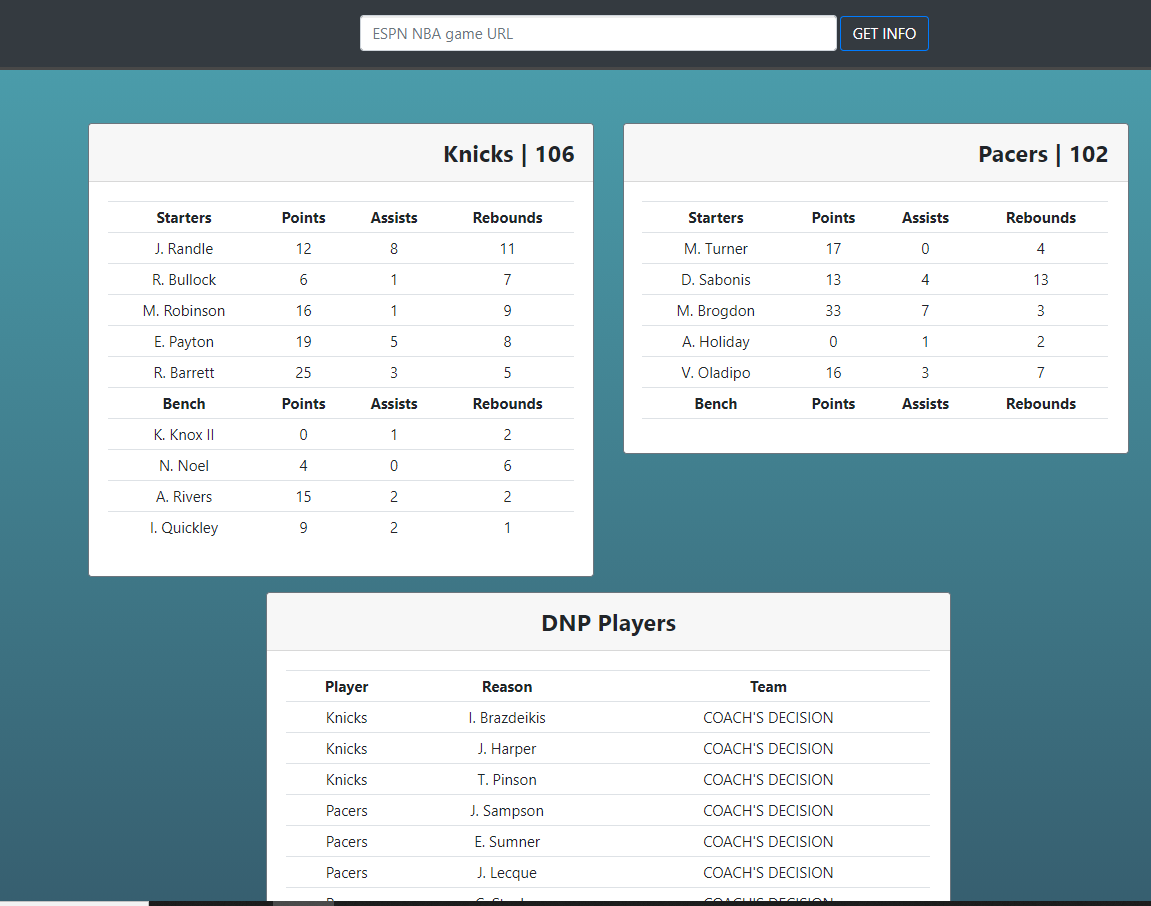 ESPN NBA game URL GET INFO
Knicks | 106
Starters Points Assists Rebounds
J. Randle 12 8 11
R. Bullock 6 1 7
M. Robinson 16 1 9
E. Payton 19 5 8
R. Barrett 25 3 5
Bench Points Assists Rebounds
K. Knox II 0 1 2
N. Noel 4 0 6
A. Rivers 15 2 2
I. Quickley 9 2 1
Pacers | 102
Starters Points Assists Rebounds
M. Turner 17 0 4
D. Sabonis 13 4 13
M. Brogdon 33 7 3
A. Holiday 0 1 2
V. Oladipo 16 3 7
Bench Points Assists Rebounds
DNP Players
Player Reason Team
Knicks I. Brazdeikis COACH'S DECISION
Knicks J. Harper COACH'S DECISION
Knicks T. Pinson COACH'S DECISION
Pacers J. Sampson COACH'S DECISION
Pacers E. Sumner COACH'S DECISION
Pacers J. Lecque COACH'S DECISION